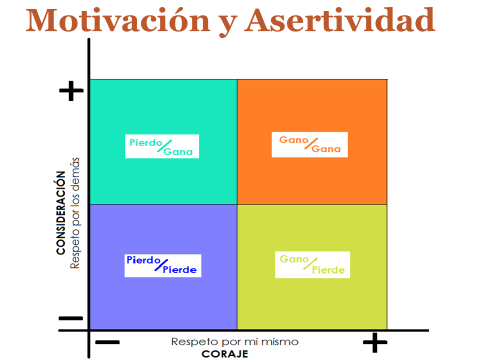 Motivación y Asertividad
+
CONSIDERACIÓN
Respeto por los demás
Pierdo/Gana
Gano/Gana
Pierdo/Pierde
Gano/Pierde
−
− Respeto por mi mismo +
CORAJE